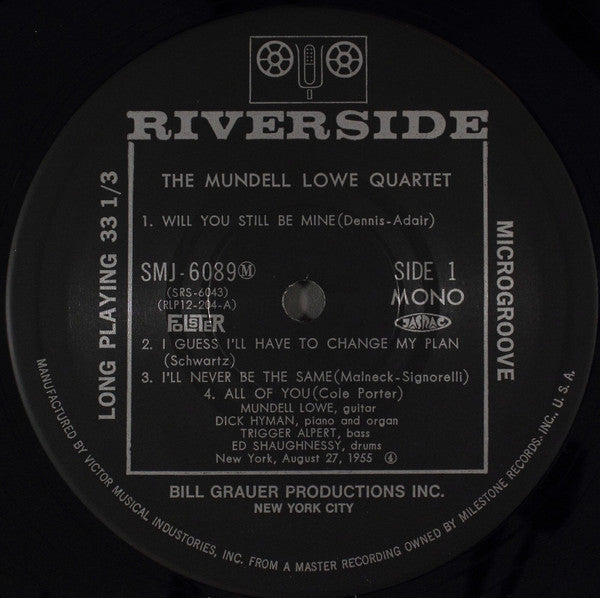 RIVERSIDE
THE MUNDELL LOWE QUARTET
1. WILL YOU STILL BE MINE(Dennis-Adair)
SMJ-6089Ⓜ
(SRS-6043)
(RLP12-204-A)
SIDE 1
MONO
JASRAC
2. I GUESS I'LL HAVE TO CHANGE MY PLAN
(Schwartz)
3. I'LL NEVER BE THE SAME(Malneck-Signorelli)
4. ALL OF YOU(Cole Porter)
MUNDELL LOWE, guitar
DICK HYMAN, piano and organ
TRIGGER ALPERT, bass
ED SHAUGHNESSY, drums
New York, August 27, 1955 ④
BILL GRAUER PRODUCTIONS INC.
NEW YORK CITY
LONG PLAYING 33 1/3
MICROGROOVE
MANUFACTURED BY VICTOR MUSICAL INDUSTORIES, INC. FROM A MASTER RECORDING OWNED BY MILESTONE RECORDS, INC., U.S.A.